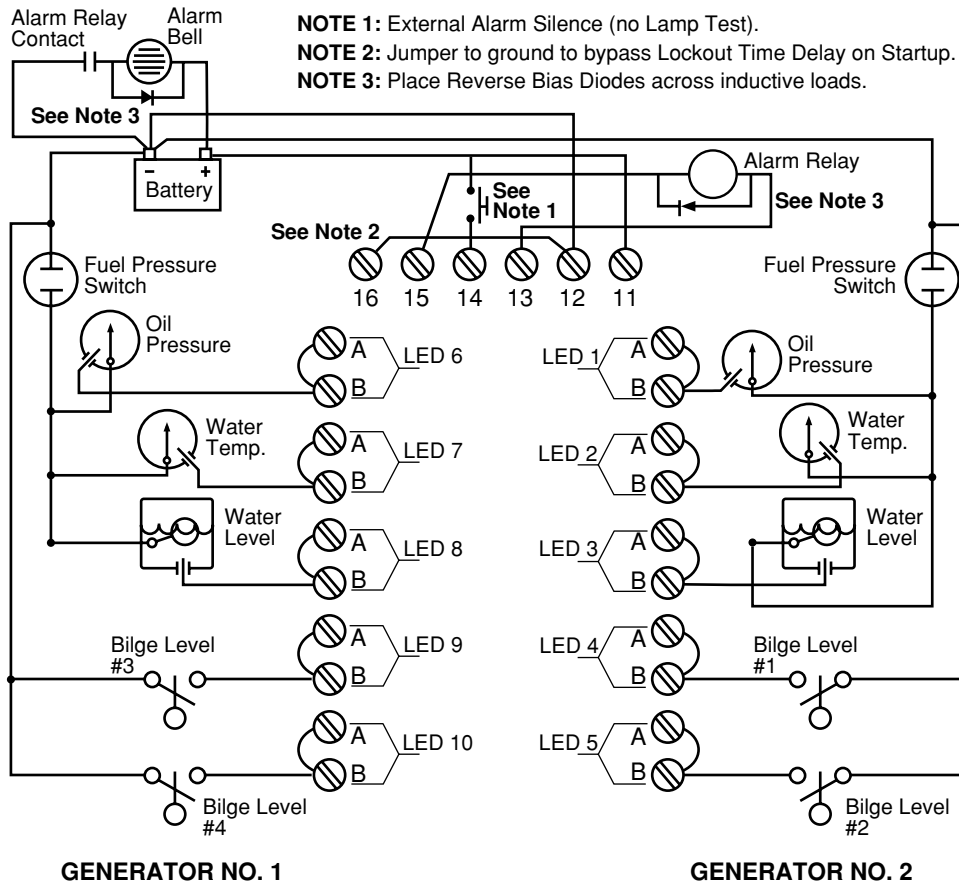 Alarm Relay
Contact
Alarm
Bell
NOTE 1: External Alarm Silence (no Lamp Test).
NOTE 2: Jumper to ground to bypass Lockout Time Delay on Startup.
NOTE 3: Place Reverse Bias Diodes across inductive loads.
See Note 3
– +
Battery
See
Note 1
Alarm Relay
See Note 3
See Note 2
16 15 14 13 12 11
Fuel Pressure
Switch
Fuel Pressure
Switch
Oil
Pressure
A
B
LED 6
LED 1
A
B
Oil
Pressure
Water
Temp.
A
B
LED 7
LED 2
A
B
Water
Temp.
Water
Level
A
B
LED 8
LED 3
A
B
Water
Level
Bilge Level
#3
A
B
LED 9
LED 4
A
B
Bilge Level
#1
A
B
LED 10
LED 5
A
B
Bilge Level
#4
Bilge Level
#2
GENERATOR NO. 1
GENERATOR NO. 2